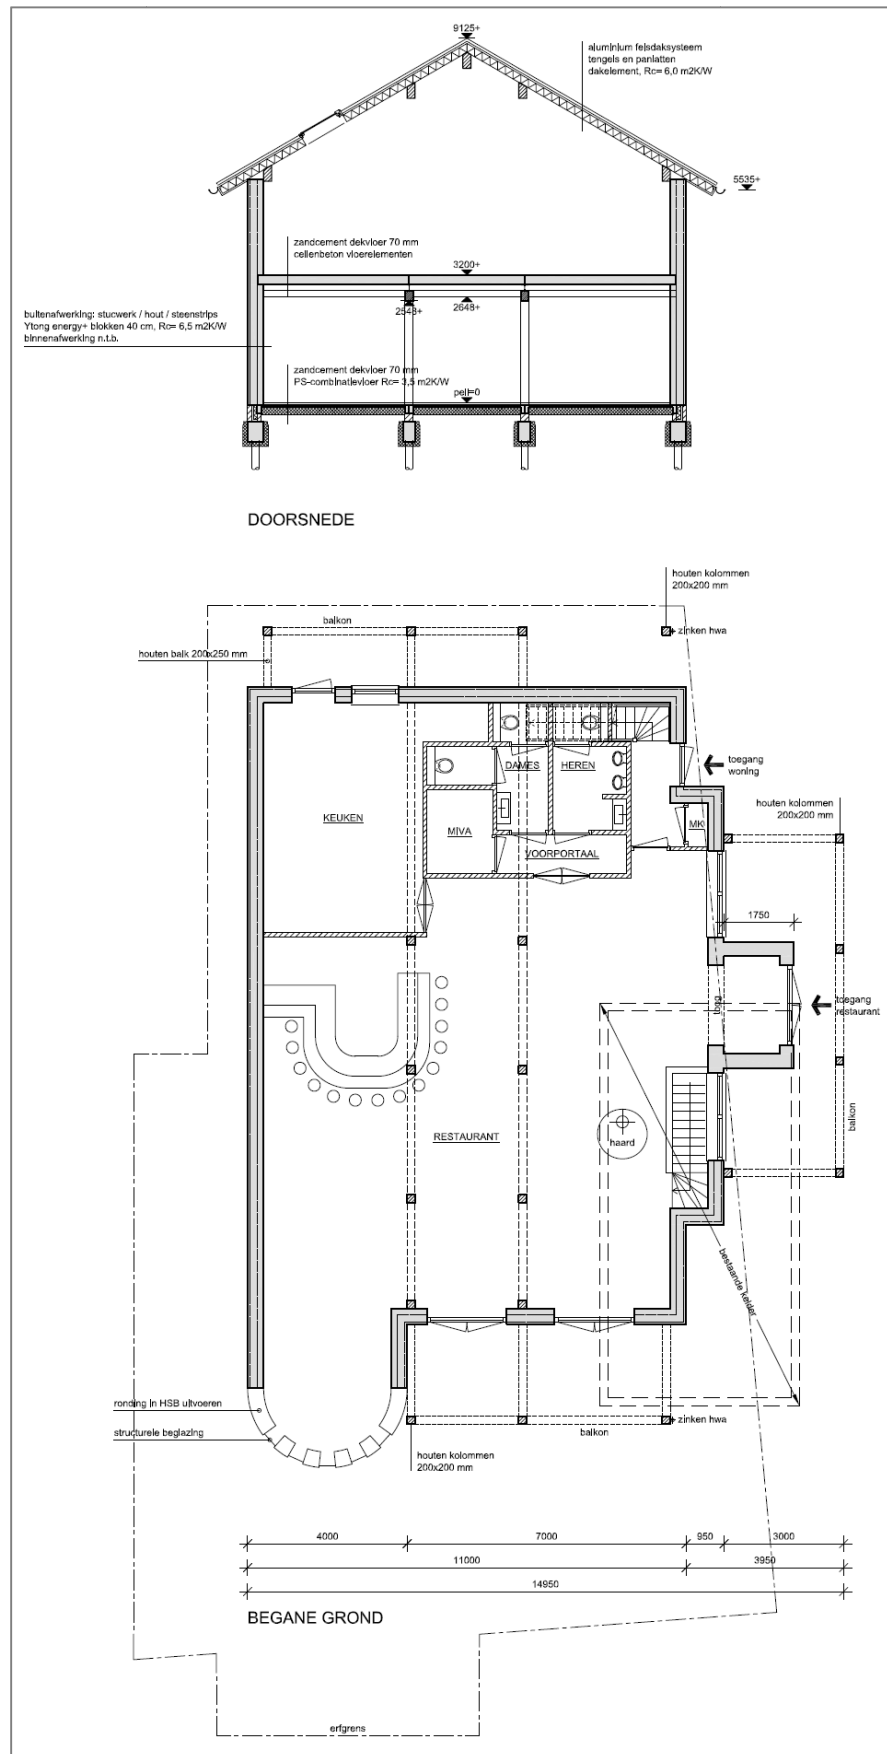 9125+
aluminium felsdaksysteem
tengels en panlatten
dakelement, Rc= 6,0 m2K/W
5535+
zandcement dekvloer 70 mm
cellenbeton vloerelementen
3200+
2548+
2648+
buitenafwerking: stucwerk / hout / steenstrips
Ytong energy+ blokken 40 cm, Rc= 6,5 m2K/W
binnenafwerking n.t.b.
zandcement dekvloer 70 mm
PS-combinatievloer Rc= 3,5 m2K/W
peil=0
DOORSNEDE
houten kolommen
200x200 mm
balkon
zinken hwa
houten balk 200x250 mm
toegang
woning
DAMES
HEREN
houten kolommen
200x200 mm
KEUKEN
MIVA
MK
VOORPORTAAL
1750
toegang
restaurant
togg
RESTAURANT
haard
balkon
bestaande kelder
ronding in HSB uitvoeren
structurele beglazing
zinken hwa
balkon
houten kolommen
200x200 mm
4000
7000
950
3000
11000
3950
14950
BEGANE GROND
erfgrens